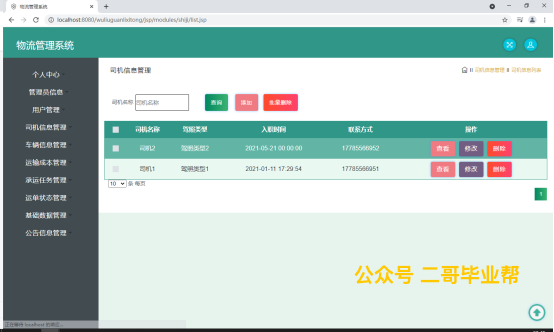 物流管理系统
localhost:8080/wuliuguanlixitong/jsp/modules/shiji/list.jsp
物流管理系统
个人中心
管理员信息
用户管理
司机信息管理
车辆信息管理
运输成本管理
承运任务管理
运单状态管理
基础数据管理
公告信息管理
司机信息管理
司机信息管理 司机信息列表
司机名称 司机名称 查询 添加 批量删除
司机名称 驾照类型 入职时间 联系方式 操作
司机2 驾照类型2 2021-05-21 00:00:00 17785566952 查看 修改 删除
司机1 驾照类型1 2021-01-11 17:29:54 17785566951 查看 修改 删除
10 条 每页
1
公众号 二哥毕业帮